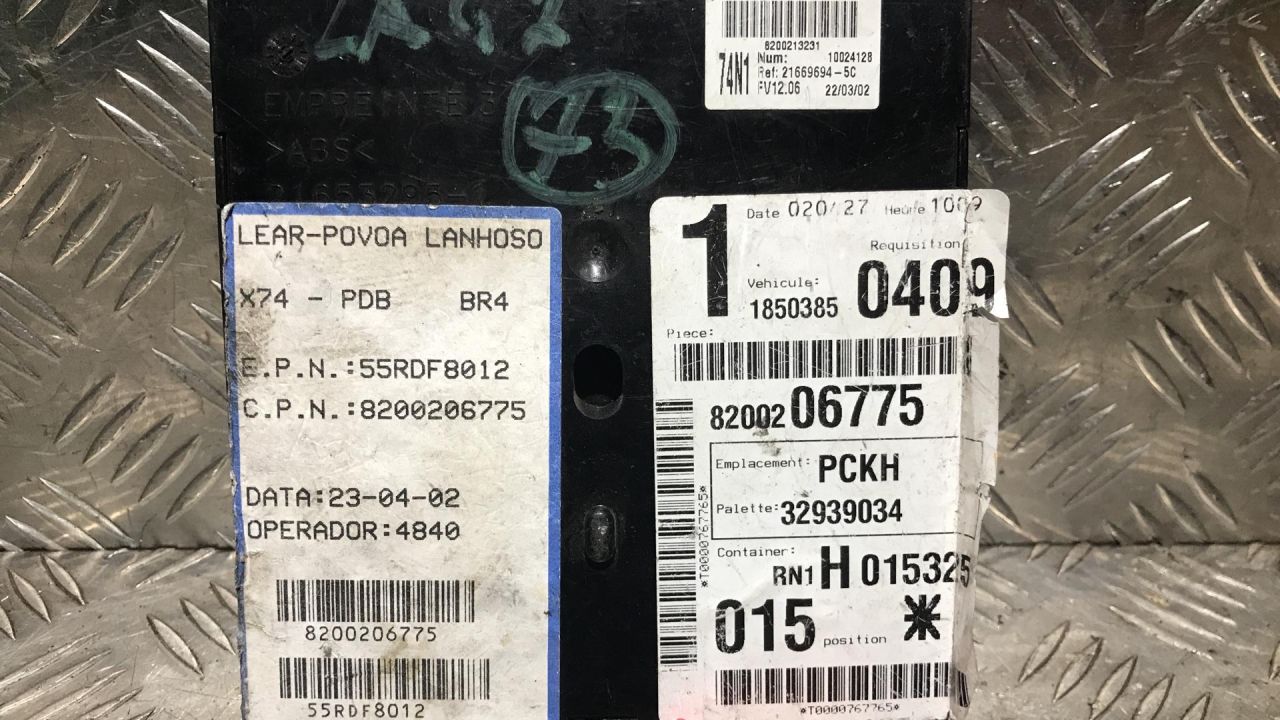 8200213231
74N1
Num: 10024128
Ref: 21669694-5C
FV12.06 22/03/02
73
EMPREINTE 3
>ABS<
LEAR-POVOA LANHOSO
X74 - PDB BR4
E.P.N.:55RDF8012
C.P.N.:8200206775
DATA:23-04-02
OPERADOR:4840
8200206775
55RDF8012
1
Date 020427 Heure 1009
Requisition
Vehicule:
1850385 0409
Piece:
8200206775
Emplacement: PCKH
Palette: 32939034
Container:
RN1 H 015325
015 position *
*T0000767765*
*T0000767765*